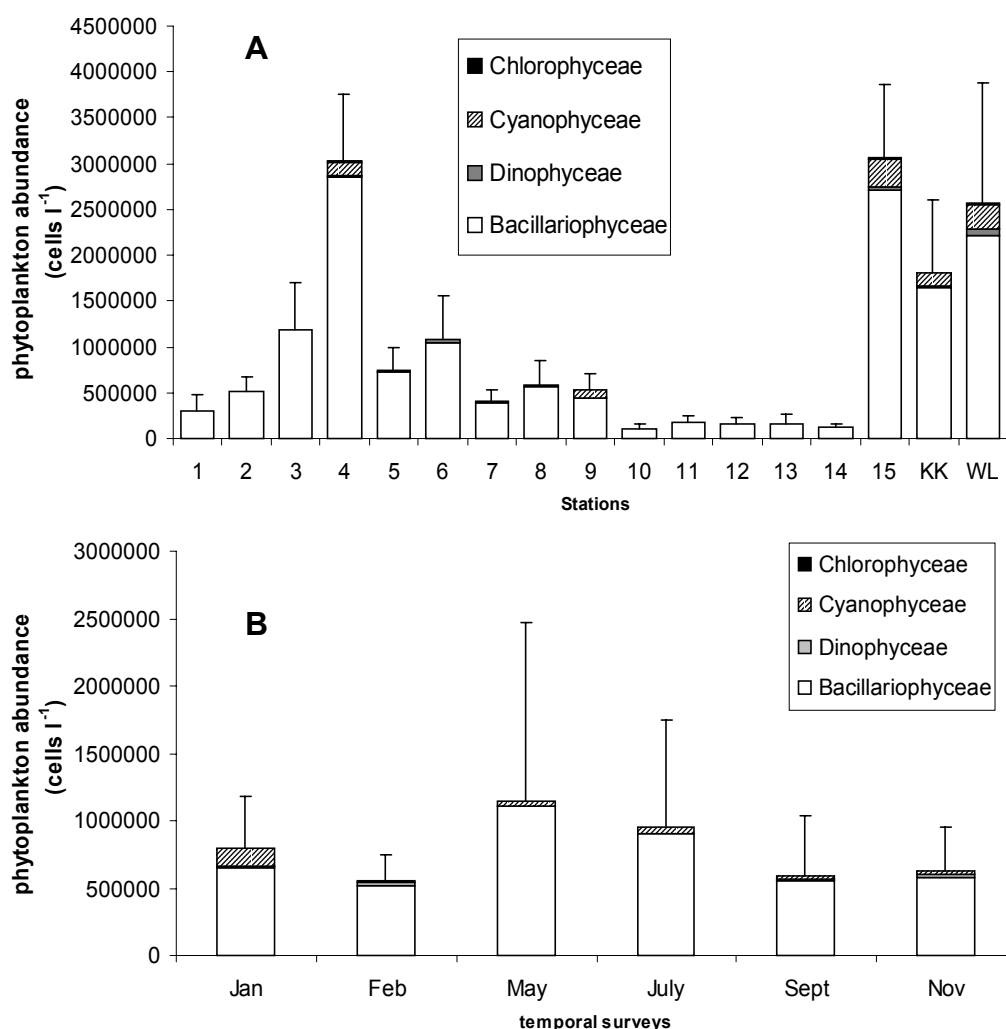 A
phytoplankton abundance
(cells l⁻¹)
4500000
4000000
3500000
3000000
2500000
2000000
1500000
1000000
500000
0
Chlorophyceae
Cyanophyceae
Dinophyceae
Bacillariophyceae
1 2 3 4 5 6 7 8 9 10 11 12 13 14 15 KK WL
Stations
B
phytoplankton abundance
(cells l⁻¹)
3000000
2500000
2000000
1500000
1000000
500000
0
Chlorophyceae
Cyanophyceae
Dinophyceae
Bacillariophyceae
Jan Feb May July Sept Nov
temporal surveys